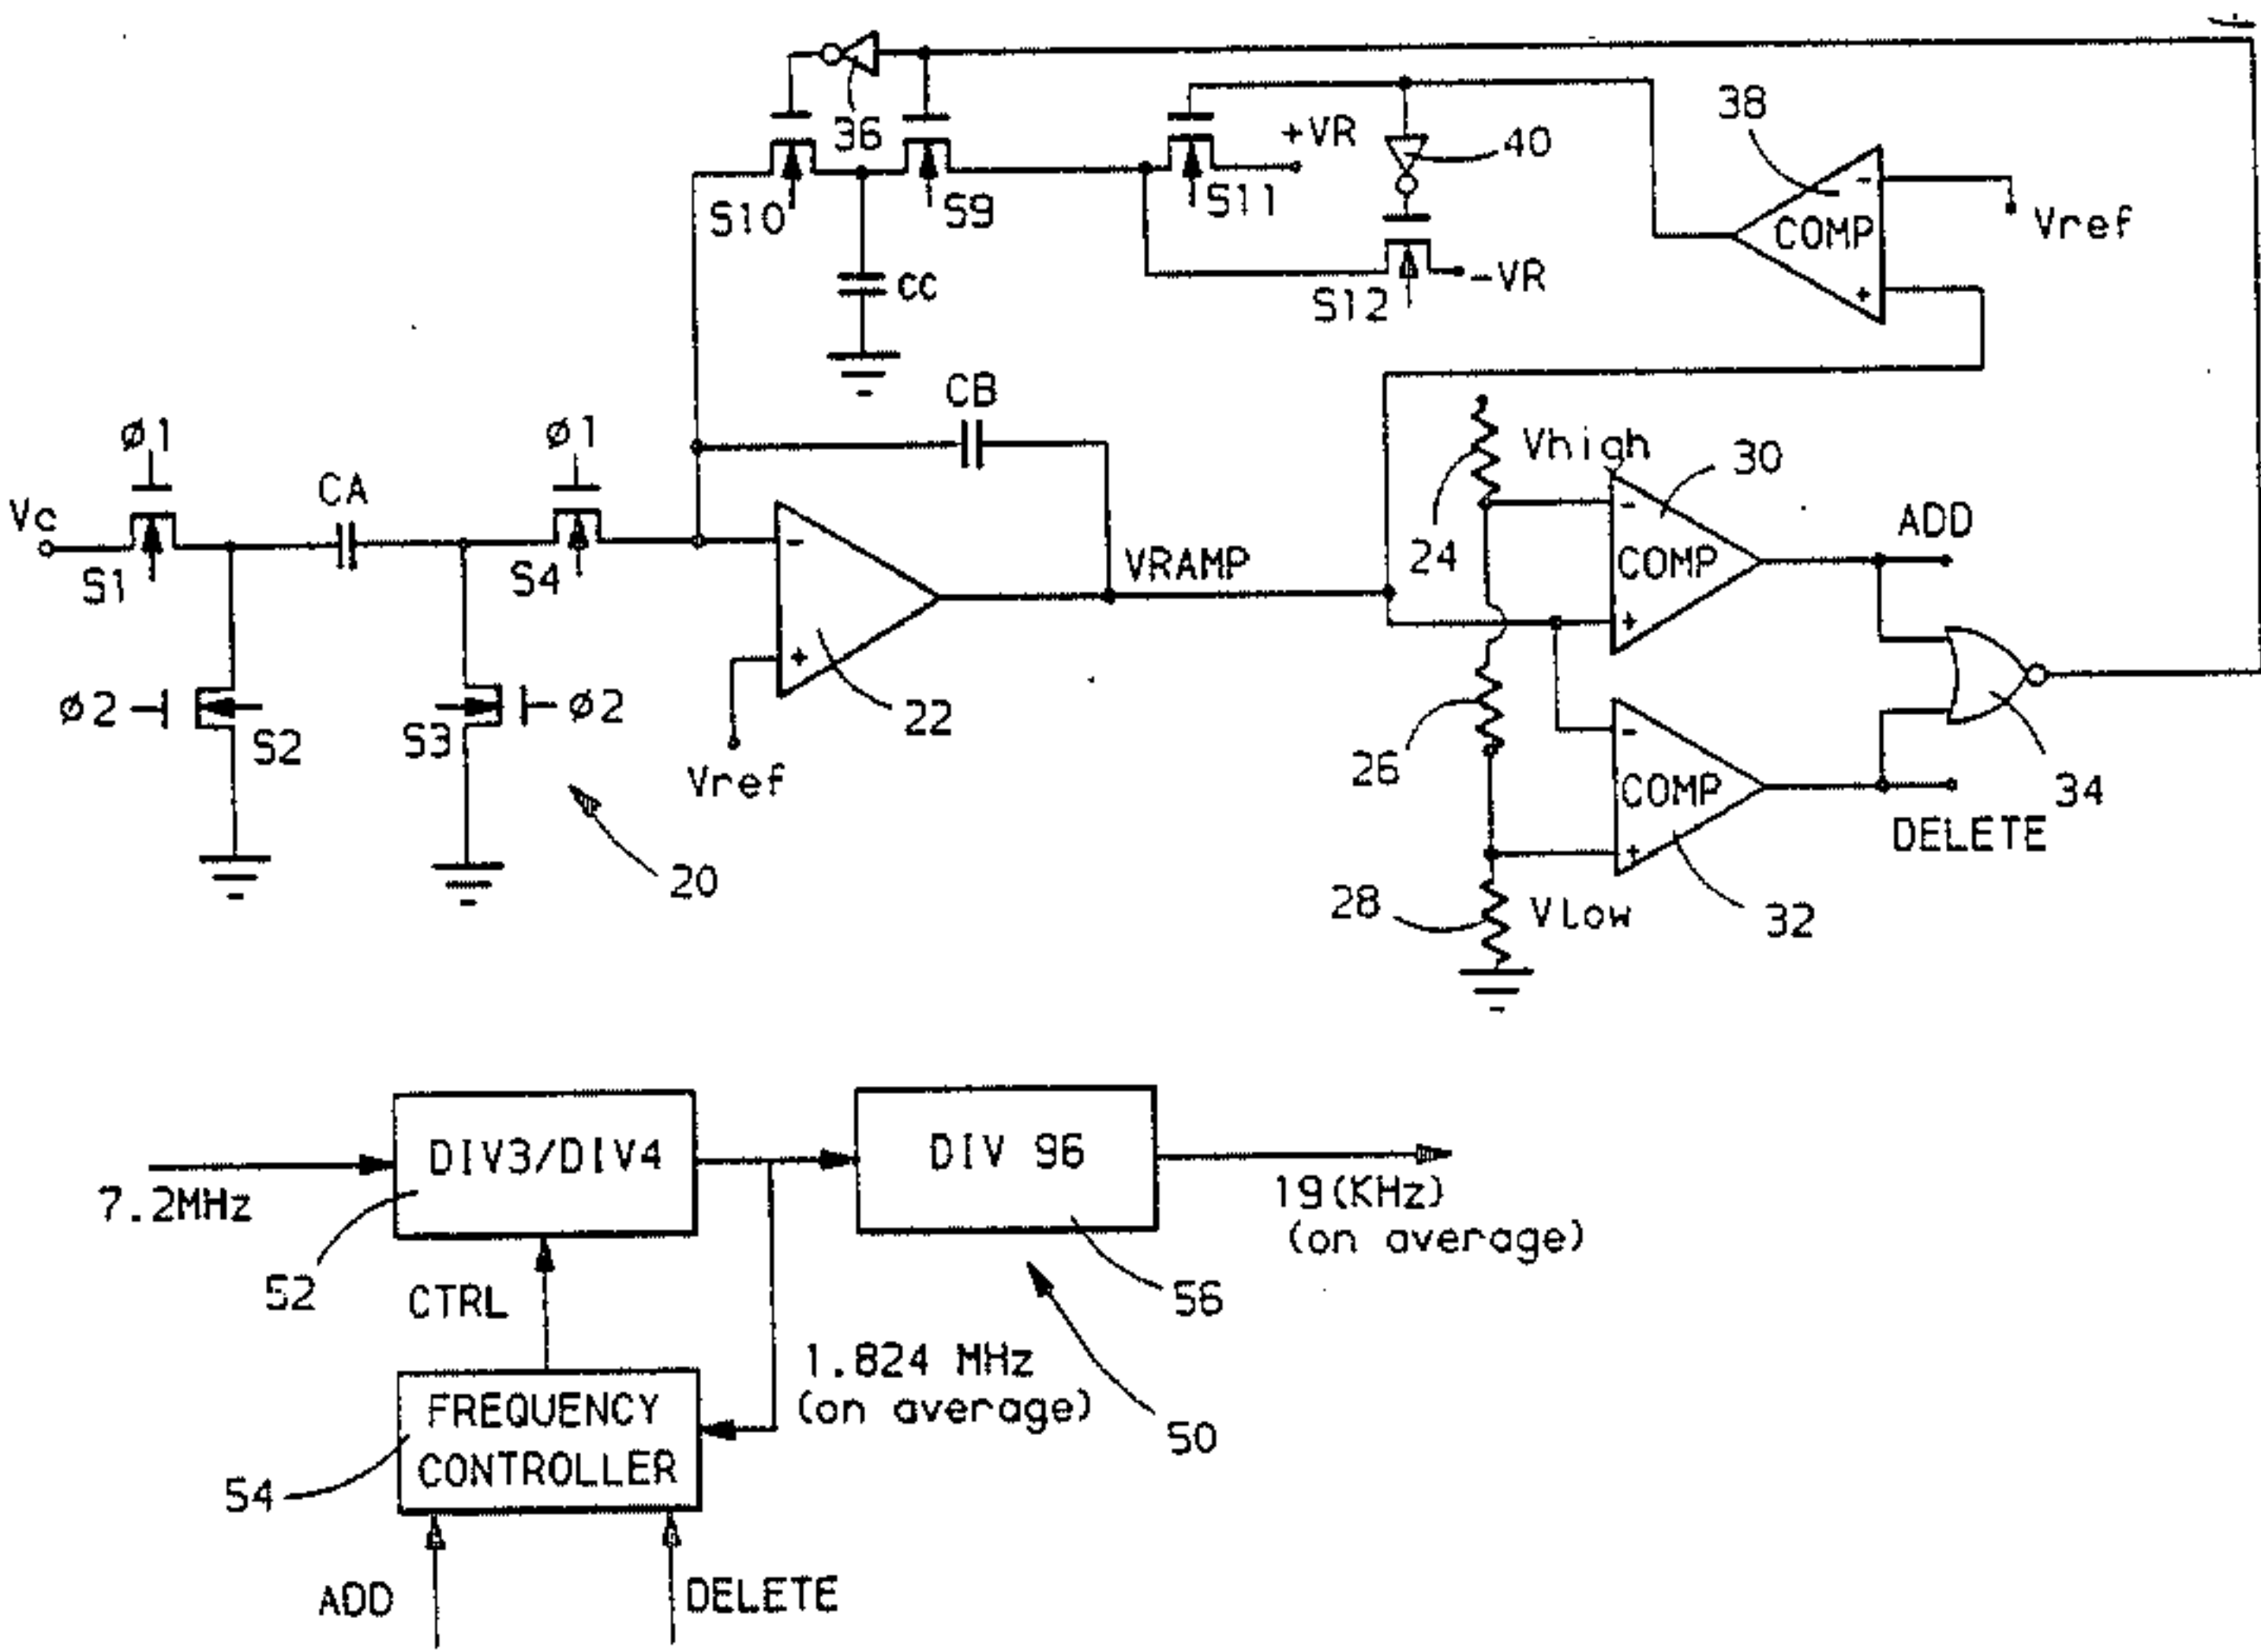 36
+VR
40
38
S10
S9
S11
COMP
-
+
Vref
CC
S12
-VR
CB
ø1
ø1
CA
Vc
S1
S4
-
+
22
VRAMP
Vhigh
30
24
-
COMP
+
ADD
ø2
S2
S3
ø2
Vref
20
26
-
COMP
+
34
DELETE
28
Vlow
32
7.2MHz
DIV3/DIV4
DIV 96
19(KHz)
(on average)
52
CTRL
56
1.824 MHz
(on average)
50
FREQUENCY
CONTROLLER
54
ADD
DELETE